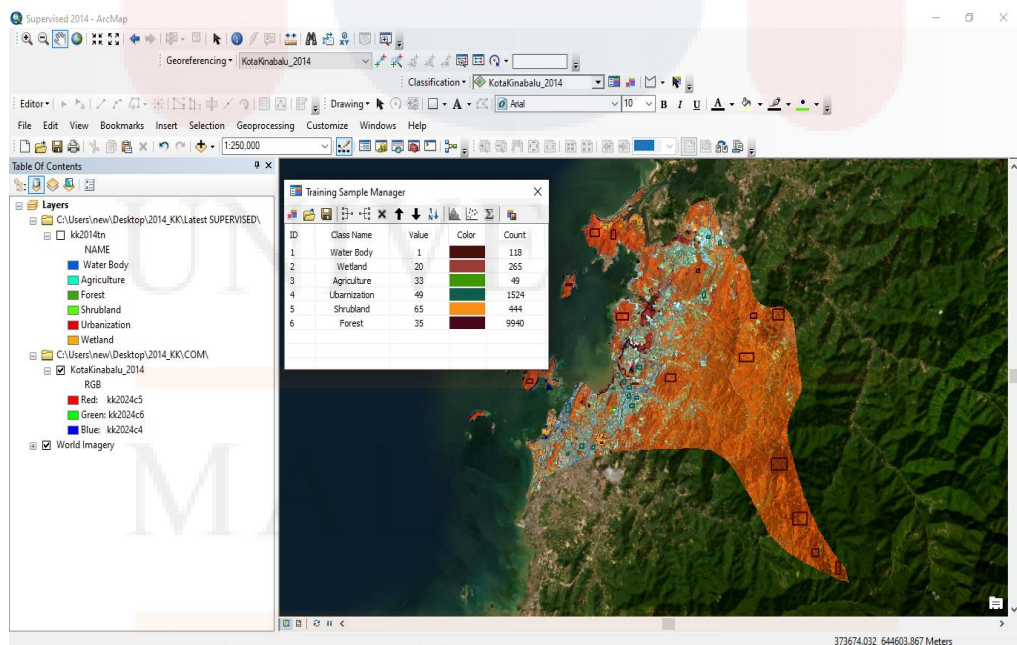 Supervised 2014 - ArcMap
Georeferencing KotaKinabalu_2014
Classification KotaKinabalu_2014
Editor Drawing A Arial 10 B I U A
File Edit View Bookmarks Insert Selection Geoprocessing Customize Windows Help
1:250,000
Table Of Contents
Layers
C:\Users\new\Desktop\2014_KK\Latest SUPERVISED\
kk2014tn
NAME
Water Body
Agriculture
Forest
Shrubland
Urbanization
Wetland
C:\Users\new\Desktop\2014_KK\COM\
KotaKinabalu_2014
RGB
Red: kk2024c5
Green: kk2024c6
Blue: kk2024c4
World Imagery
Training Sample Manager
ID Class Name Value Color Count
1 Water Body 1 118
2 Wetland 20 265
3 Agriculture 33 49
4 Ubarnization 49 1524
5 Shrubland 65 444
6 Forest 35 9940
373674.032 644603.867 Meters